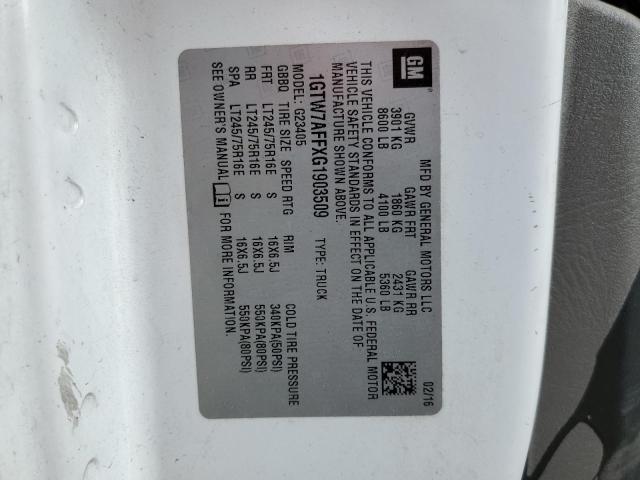 GM
MFD BY GENERAL MOTORS LLC 02/16
GVWR GAWR FRT GAWR RR
3901 KG 1860 KG 2431 KG
8600 LB 4100 LB 5360 LB
THIS VEHICLE CONFORMS TO ALL APPLICABLE U.S. FEDERAL MOTOR
VEHICLE SAFETY STANDARDS IN EFFECT ON THE DATE OF
MANUFACTURE SHOWN ABOVE.
1GTW7AFFXG1903509 TYPE: TRUCK
G23405
GBBQ TIRE SIZE SPEED RTG RIM COLD TIRE PRESSURE
FRT LT245/75R16E S 16X6.5J 340KPA(50PSI)
RR LT245/75R16E S 16X6.5J 550KPA(80PSI)
SPA LT245/75R16E S 16X6.5J 550KPA(80PSI)
SEE OWNER'S MANUAL FOR MORE INFORMATION.